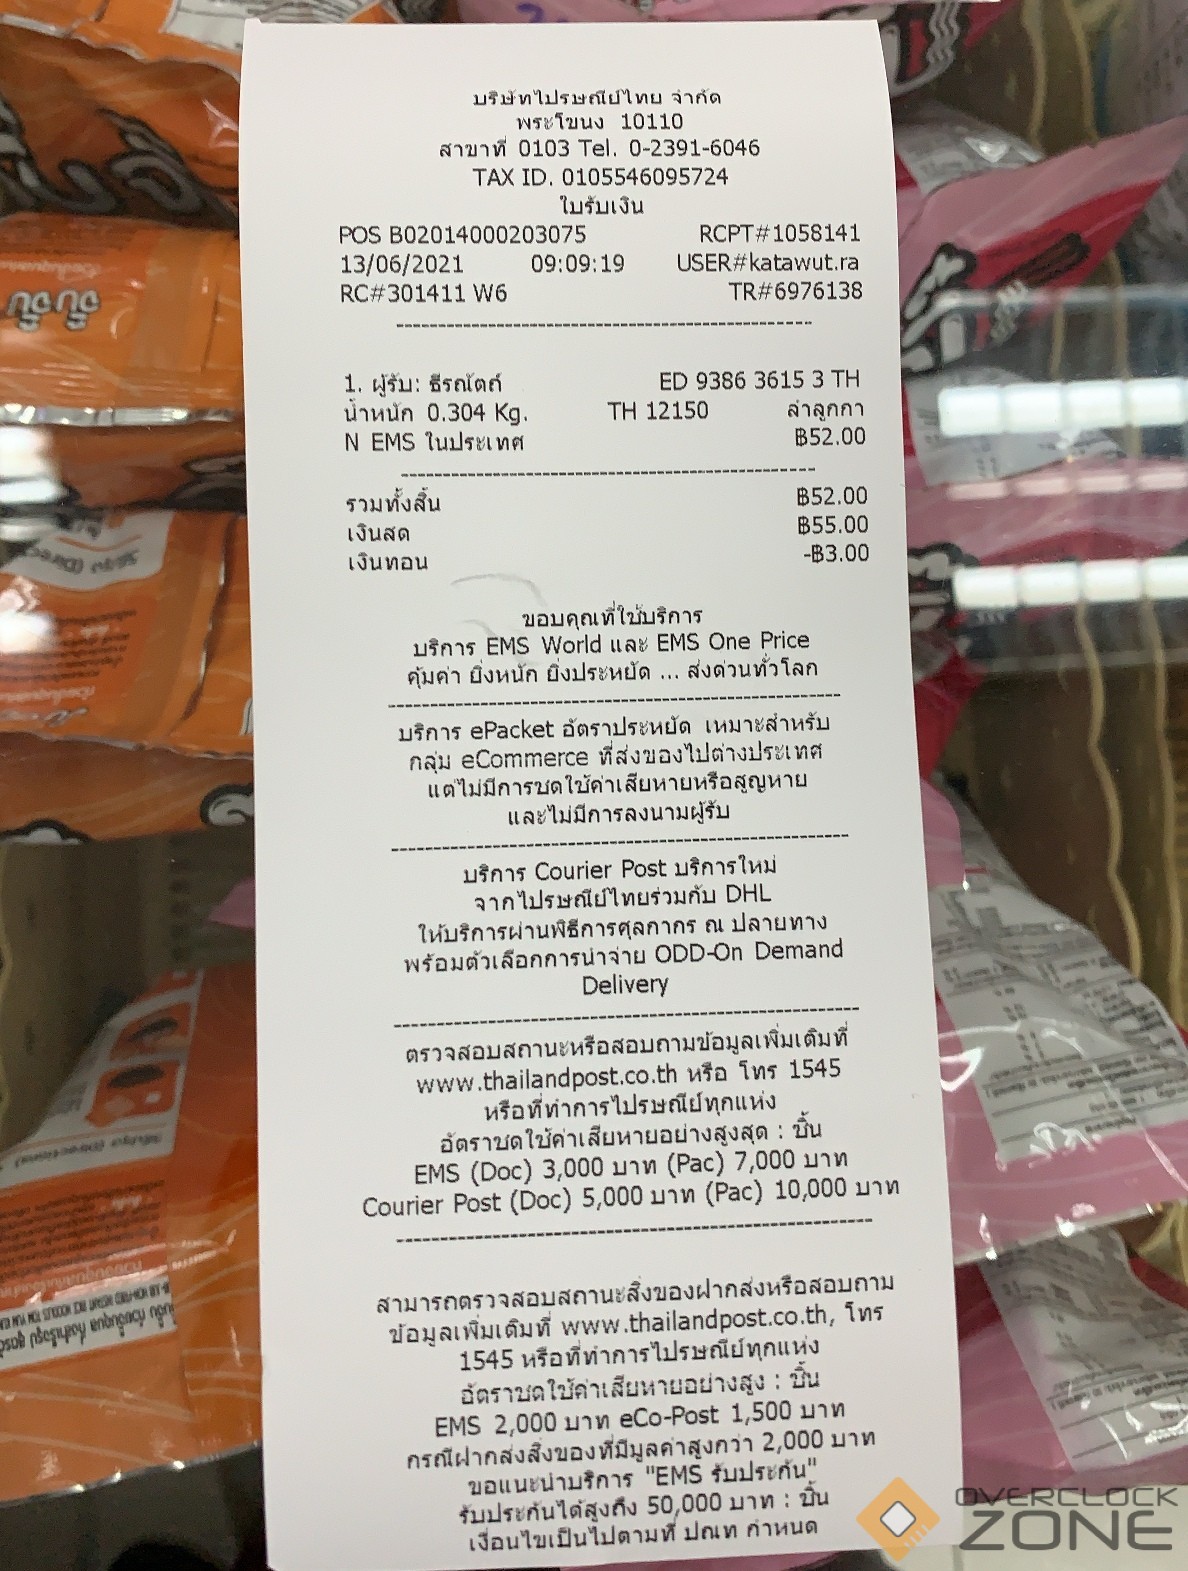 บริษัทไปรษณีย์ไทย จำกัด
พระโขนง 10110
สาขาที่ 0103 Tel. 0-2391-6046
TAX ID. 0105546095724
ใบรับเงิน
POS B02014000203075 RCPT#1058141
13/06/2021 09:09:19 USER#katawut.ra
RC#301411 W6 TR#6976138
1. ผู้รับ: ธีรณัตถ์ ED 9386 3615 3 TH
น้ำหนัก 0.304 Kg. TH 12150 ลำลูกกา
N EMS ในประเทศ ฿52.00
รวมทั้งสิ้น ฿52.00
เงินสด ฿55.00
เงินทอน -฿3.00
ขอบคุณที่ใช้บริการ
บริการ EMS World และ EMS One Price
คุ้มค่า ยิ่งหนัก ยิ่งประหยัด ... ส่งด่วนทั่วโลก
บริการ ePacket อัตราประหยัด เหมาะสำหรับ
กลุ่ม eCommerce ที่ส่งของไปต่างประเทศ
แต่ไม่มีการชดใช้ค่าเสียหายหรือสูญหาย
และไม่มีการลงนามผู้รับ
บริการ Courier Post บริการใหม่
จากไปรษณีย์ไทยร่วมกับ DHL
ให้บริการผ่านพิธีการศุลกากร ณ ปลายทาง
พร้อมตัวเลือกการนำจ่าย ODD-On Demand
Delivery
ตรวจสอบสถานะหรือสอบถามข้อมูลเพิ่มเติมที่
www.thailandpost.co.th หรือ โทร 1545
หรือที่ทำการไปรษณีย์ทุกแห่ง
อัตราชดใช้ค่าเสียหายอย่างสูงสุด : ชิ้น
EMS (Doc) 3,000 บาท (Pac) 7,000 บาท
Courier Post (Doc) 5,000 บาท (Pac) 10,000 บาท
สามารถตรวจสอบสถานะสิ่งของฝากส่งหรือสอบถาม
ข้อมูลเพิ่มเติมที่ www.thailandpost.co.th, โทร
1545 หรือที่ทำการไปรษณีย์ทุกแห่ง
อัตราชดใช้ค่าเสียหายอย่างสูง : ชิ้น
EMS 2,000 บาท eCo-Post 1,500 บาท
กรณีฝากส่งสิ่งของที่มีมูลค่าสูงกว่า 2,000 บาท
ขอแนะนำบริการ "EMS รับประกัน"
รับประกันได้สูงถึง 50,000 บาท : ชิ้น
เงื่อนไขเป็นไปตามที่ ปณท กำหนด
OVERCLOCK
ZONE